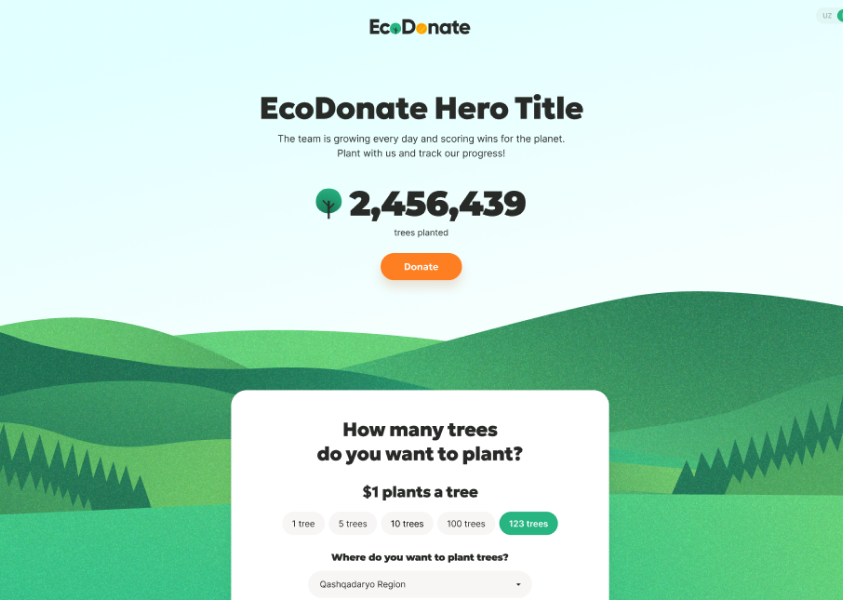 EcoDonate
UZ
EcoDonate Hero Title
The team is growing every day and scoring wins for the planet.
Plant with us and track our progress!
2,456,439
trees planted
Donate
How many trees
do you want to plant?
$1 plants a tree
1 tree 5 trees 10 trees 100 trees 123 trees
Where do you want to plant trees?
Qashqadaryo Region